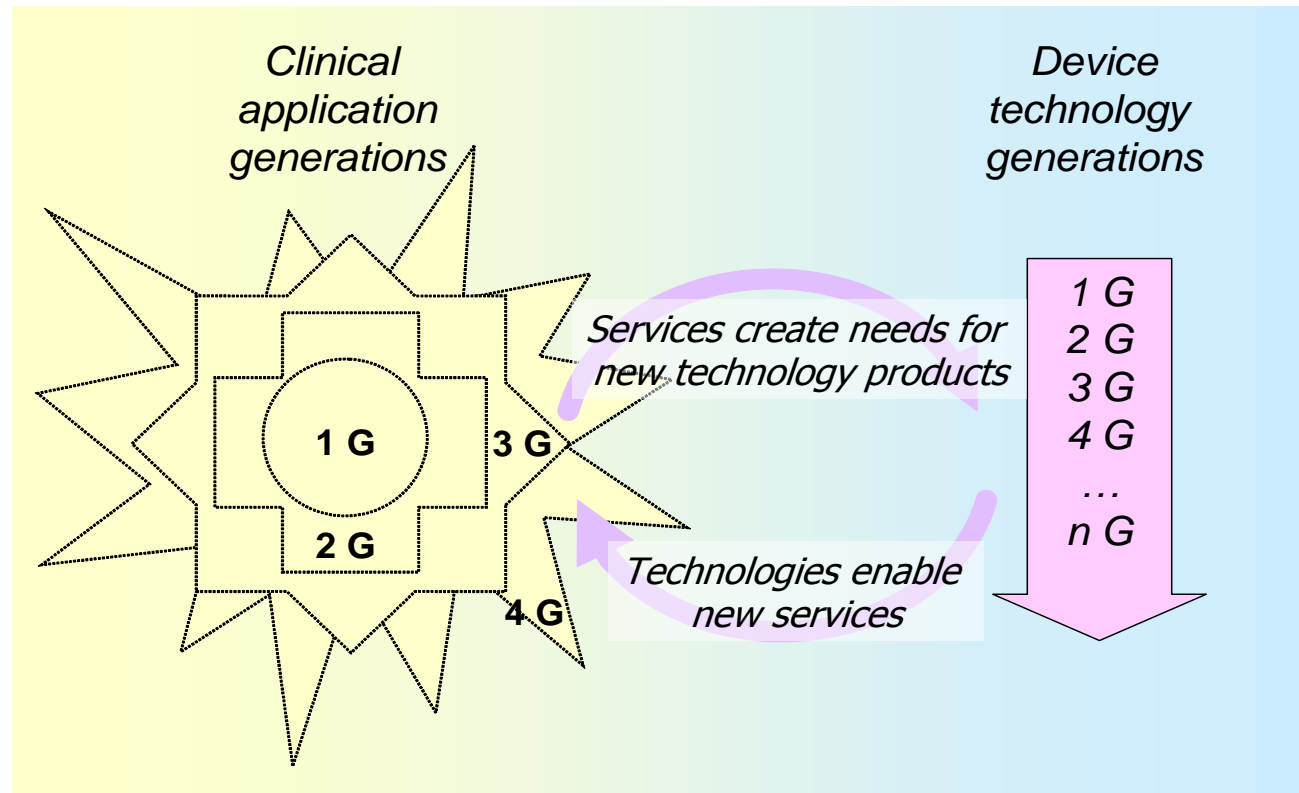 Clinical
application
generations
Device
technology
generations
Services create needs for
new technology products
1 G
2 G
3 G
4 G
…
n G
1 G
3 G
2 G
4 G
Technologies enable
new services